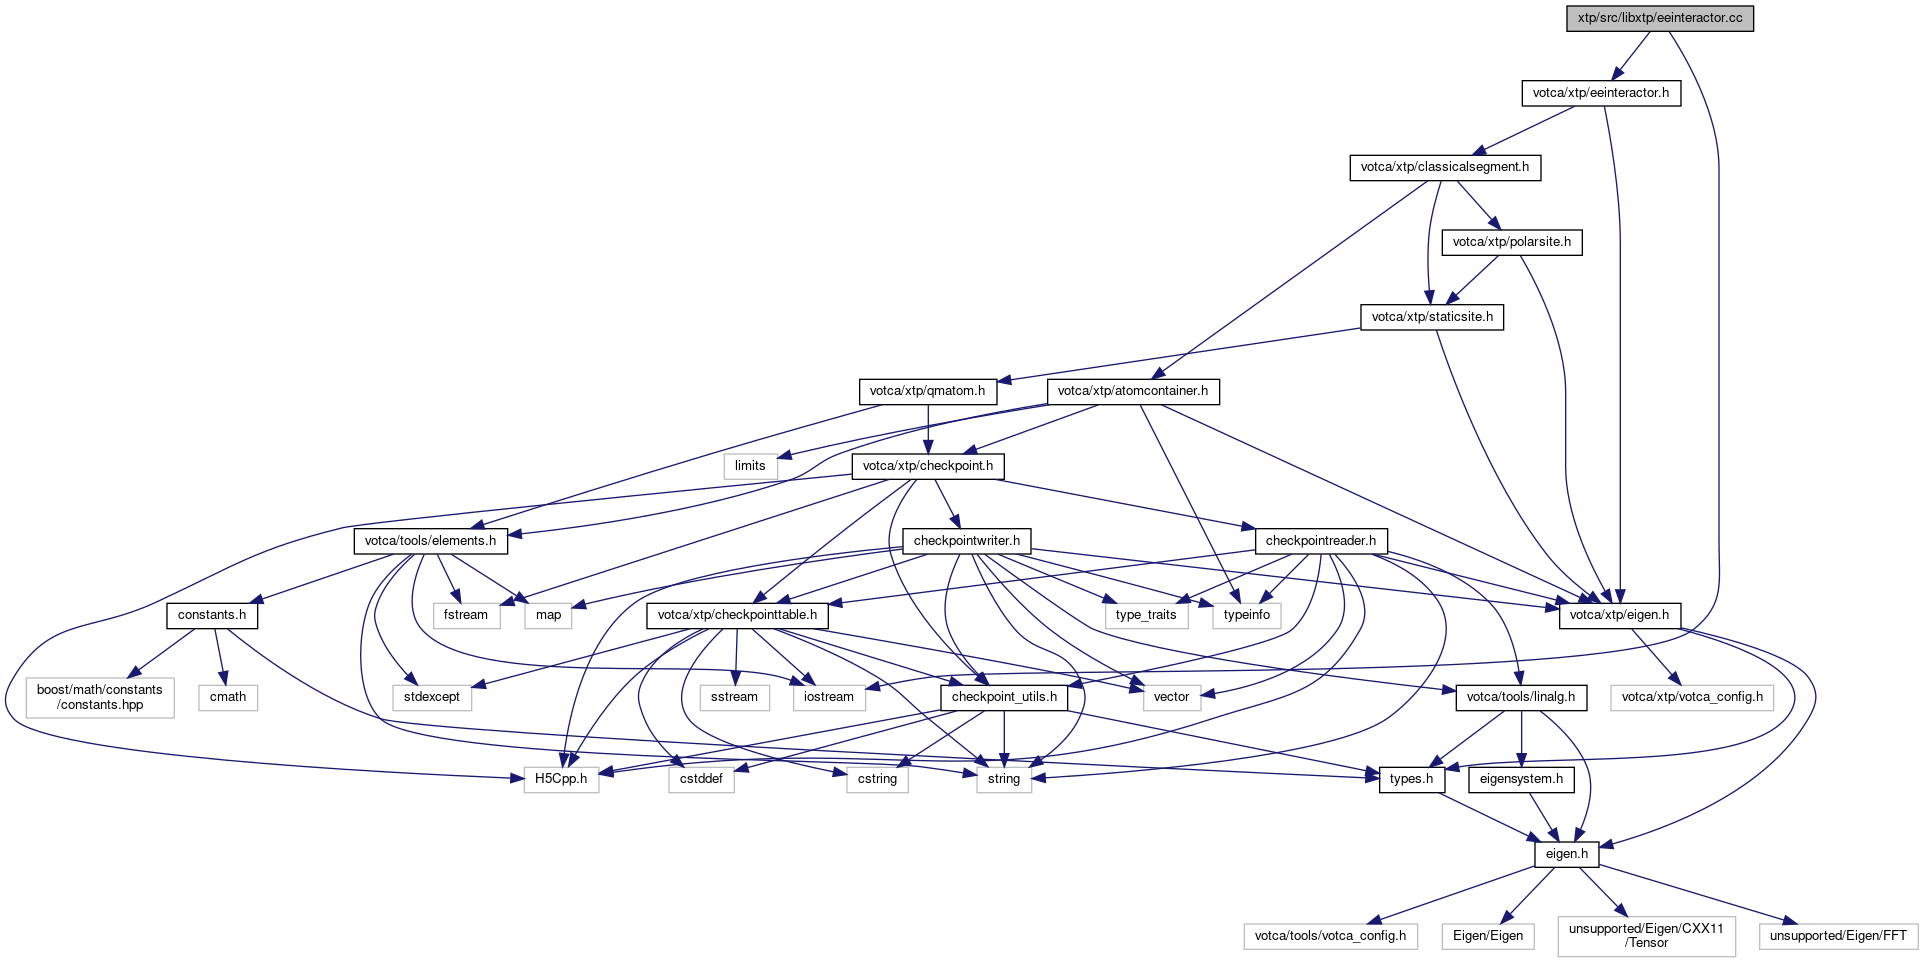 xtp/src/libxtp/eeinteractor.cc
votca/xtp/eeinteractor.h
votca/xtp/classicalsegment.h
votca/xtp/polarsite.h
votca/xtp/staticsite.h
votca/xtp/qmatom.h
votca/xtp/atomcontainer.h
limits
votca/xtp/checkpoint.h
votca/tools/elements.h
checkpointwriter.h
checkpointreader.h
constants.h
fstream
map
votca/xtp/checkpointtable.h
type_traits
typeinfo
votca/xtp/eigen.h
boost/math/constants
/constants.hpp
cmath
stdexcept
sstream
iostream
checkpoint_utils.h
vector
votca/tools/linalg.h
votca/xtp/votca_config.h
H5Cpp.h
cstddef
cstring
string
types.h
eigensystem.h
eigen.h
votca/tools/votca_config.h
Eigen/Eigen
unsupported/Eigen/CXX11
/Tensor
unsupported/Eigen/FFT